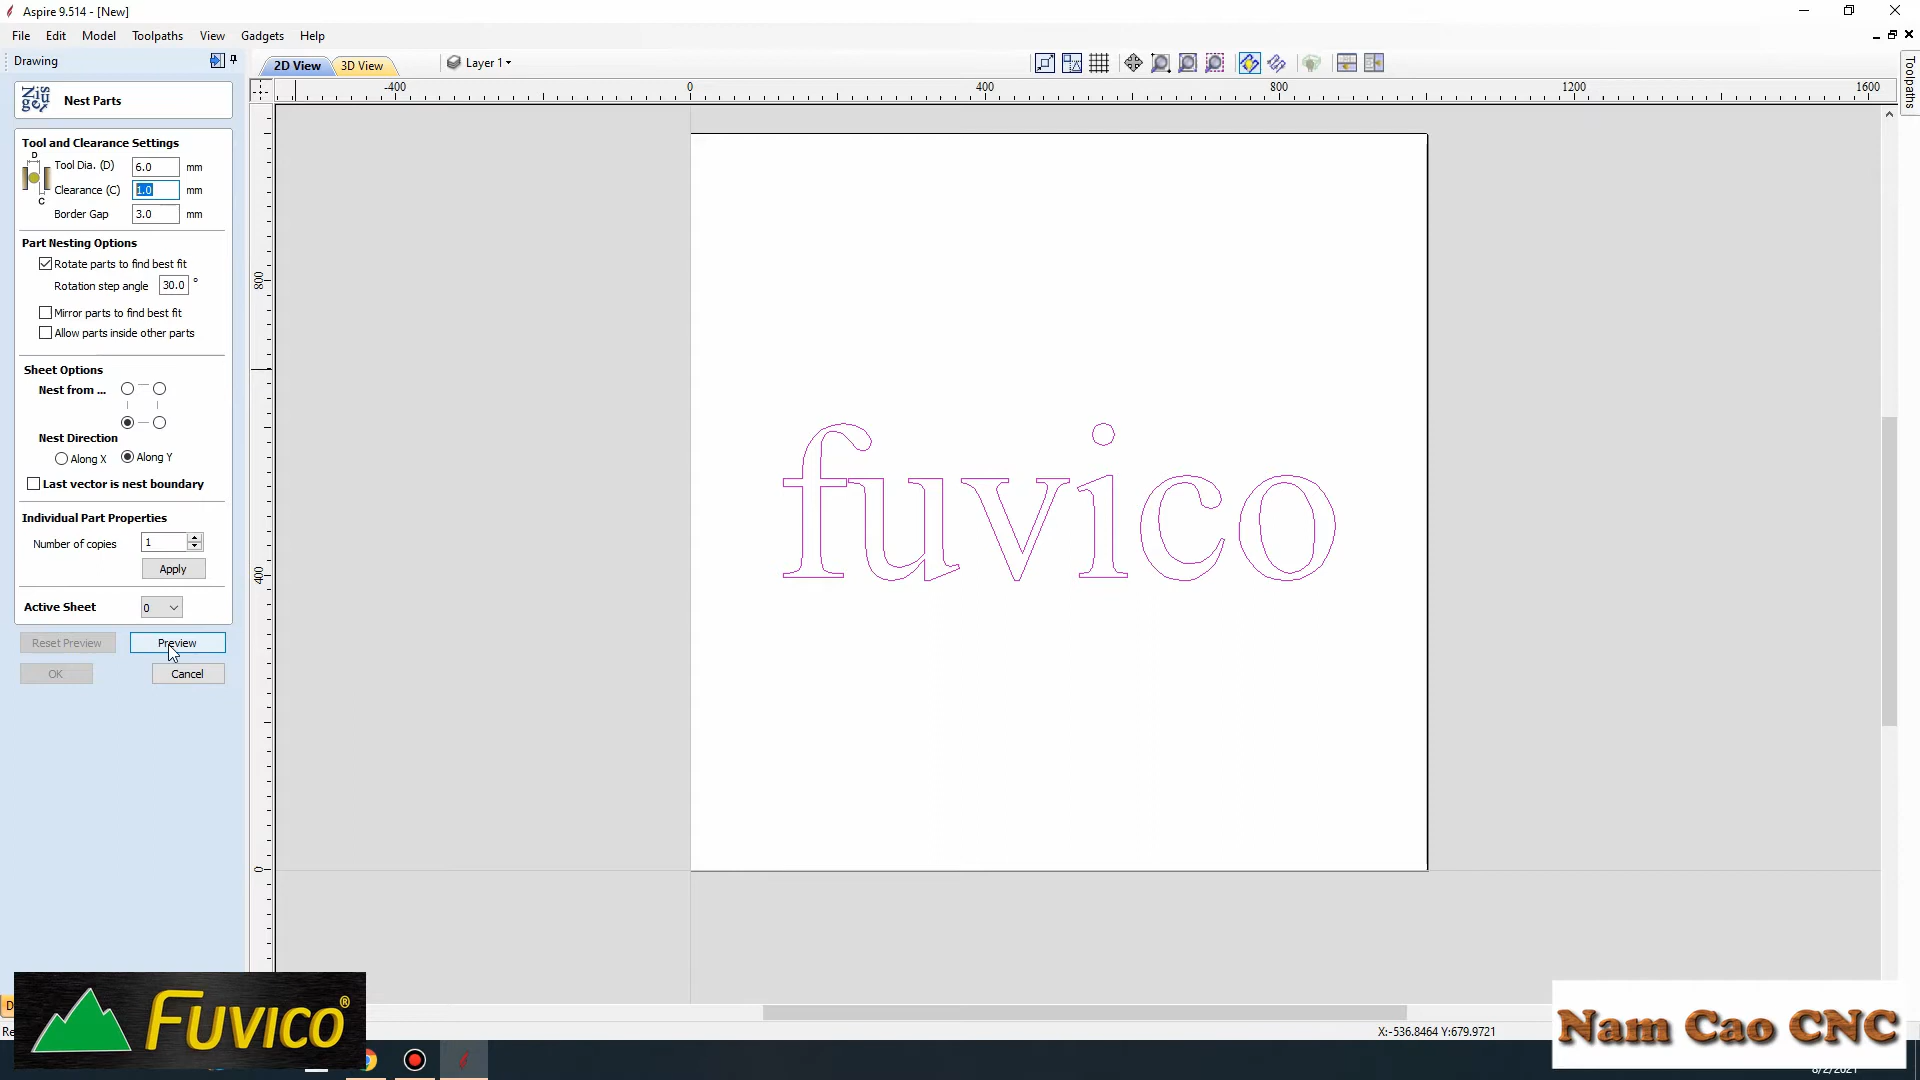 Aspire 9.514 - [New]
File Edit Model Toolpaths View Gadgets Help
Drawing
2D View 3D View Layer 1
Toolpaths
Nest Parts
-400 0 400 800 1200 1600
Tool and Clearance Settings
D
Tool Dia. (D) 6.0 mm
Clearance (C) 1.0 mm
C
Border Gap 3.0 mm
Part Nesting Options
Rotate parts to find best fit
Rotation step angle 30.0 °
800
Mirror parts to find best fit
Allow parts inside other parts
Sheet Options
Nest from ...
Nest Direction
Along X Along Y
Last vector is nest boundary
fuvico
Individual Part Properties
Number of copies 1
Apply
400
Active Sheet 0
Reset Preview Preview
OK Cancel
0
FUVICO®
X:-536.8464 Y:679.9721
Nam Cao CNC